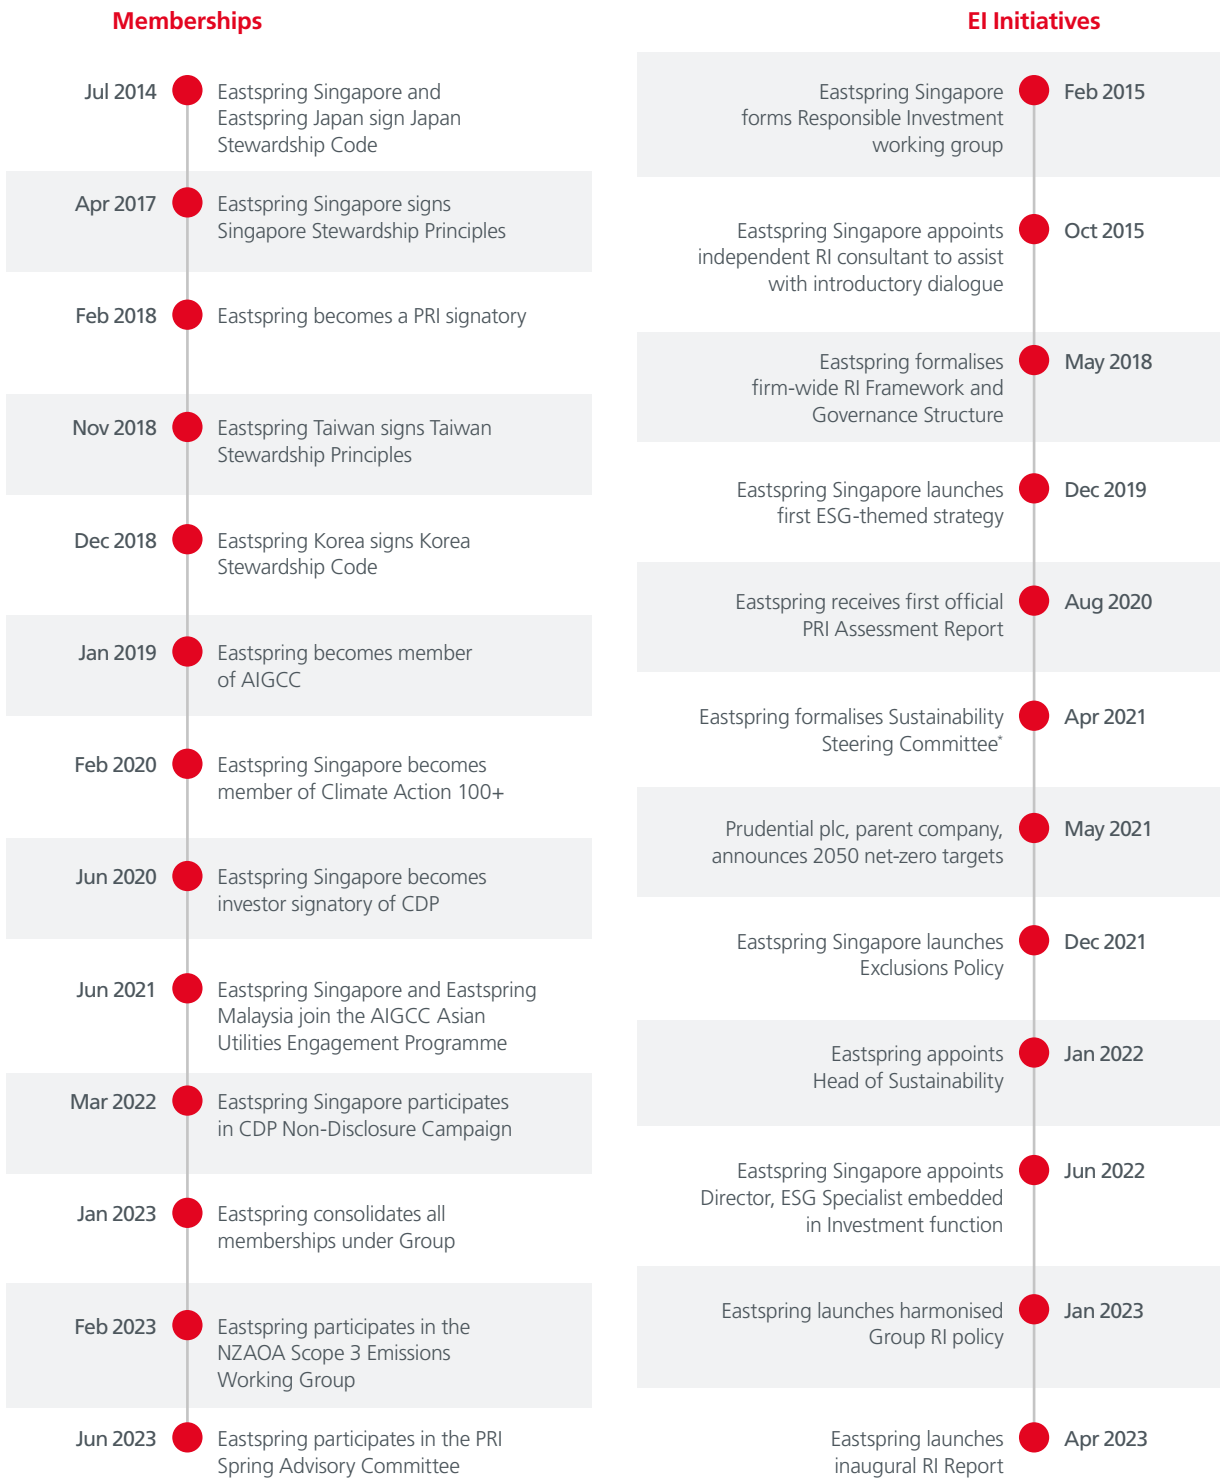 Memberships
Jul 2014
Eastspring Singapore and
Eastspring Japan sign Japan
Stewardship Code
Apr 2017
Eastspring Singapore signs
Singapore Stewardship Principles
Feb 2018
Eastspring becomes a PRI signatory
Nov 2018
Eastspring Taiwan signs Taiwan
Stewardship Principles
Dec 2018
Eastspring Korea signs Korea
Stewardship Code
Jan 2019
Eastspring becomes member
of AIGCC
Feb 2020
Eastspring Singapore becomes
member of Climate Action 100+
Jun 2020
Eastspring Singapore becomes
investor signatory of CDP
Jun 2021
Eastspring Singapore and Eastspring
Malaysia join the AIGCC Asian
Utilities Engagement Programme
Mar 2022
Eastspring Singapore participates
in CDP Non-Disclosure Campaign
Jan 2023
Eastspring consolidates all
memberships under Group
Feb 2023
Eastspring participates in the
NZAOA Scope 3 Emissions
Working Group
Jun 2023
Eastspring participates in the PRI
Spring Advisory Committee
EI Initiatives
Eastspring Singapore
forms Responsible Investment
working group
Feb 2015
Eastspring Singapore appoints
independent RI consultant to assist
with introductory dialogue
Oct 2015
Eastspring formalises
firm-wide RI Framework and
Governance Structure
May 2018
Eastspring Singapore launches
first ESG-themed strategy
Dec 2019
Eastspring receives first official
PRI Assessment Report
Aug 2020
Eastspring formalises Sustainability
Steering Committee*
Apr 2021
Prudential plc, parent company,
announces 2050 net-zero targets
May 2021
Eastspring Singapore launches
Exclusions Policy
Dec 2021
Eastspring appoints
Head of Sustainability
Jan 2022
Eastspring Singapore appoints
Director, ESG Specialist embedded
in Investment function
Jun 2022
Eastspring launches harmonised
Group RI policy
Jan 2023
Eastspring launches
inaugural RI Report
Apr 2023